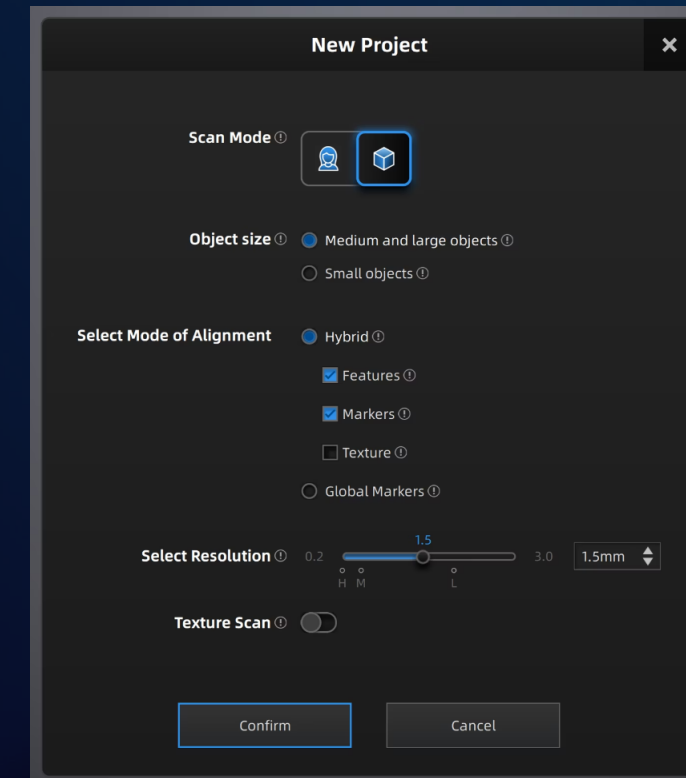 New Project
Scan Mode
Object size
Medium and large objects
Small objects
Select Mode of Alignment
Hybrid
Features
Markers
Texture
Global Markers
1.5
Select Resolution 0.2 3.0 1.5mm
H M L
Texture Scan
Confirm Cancel